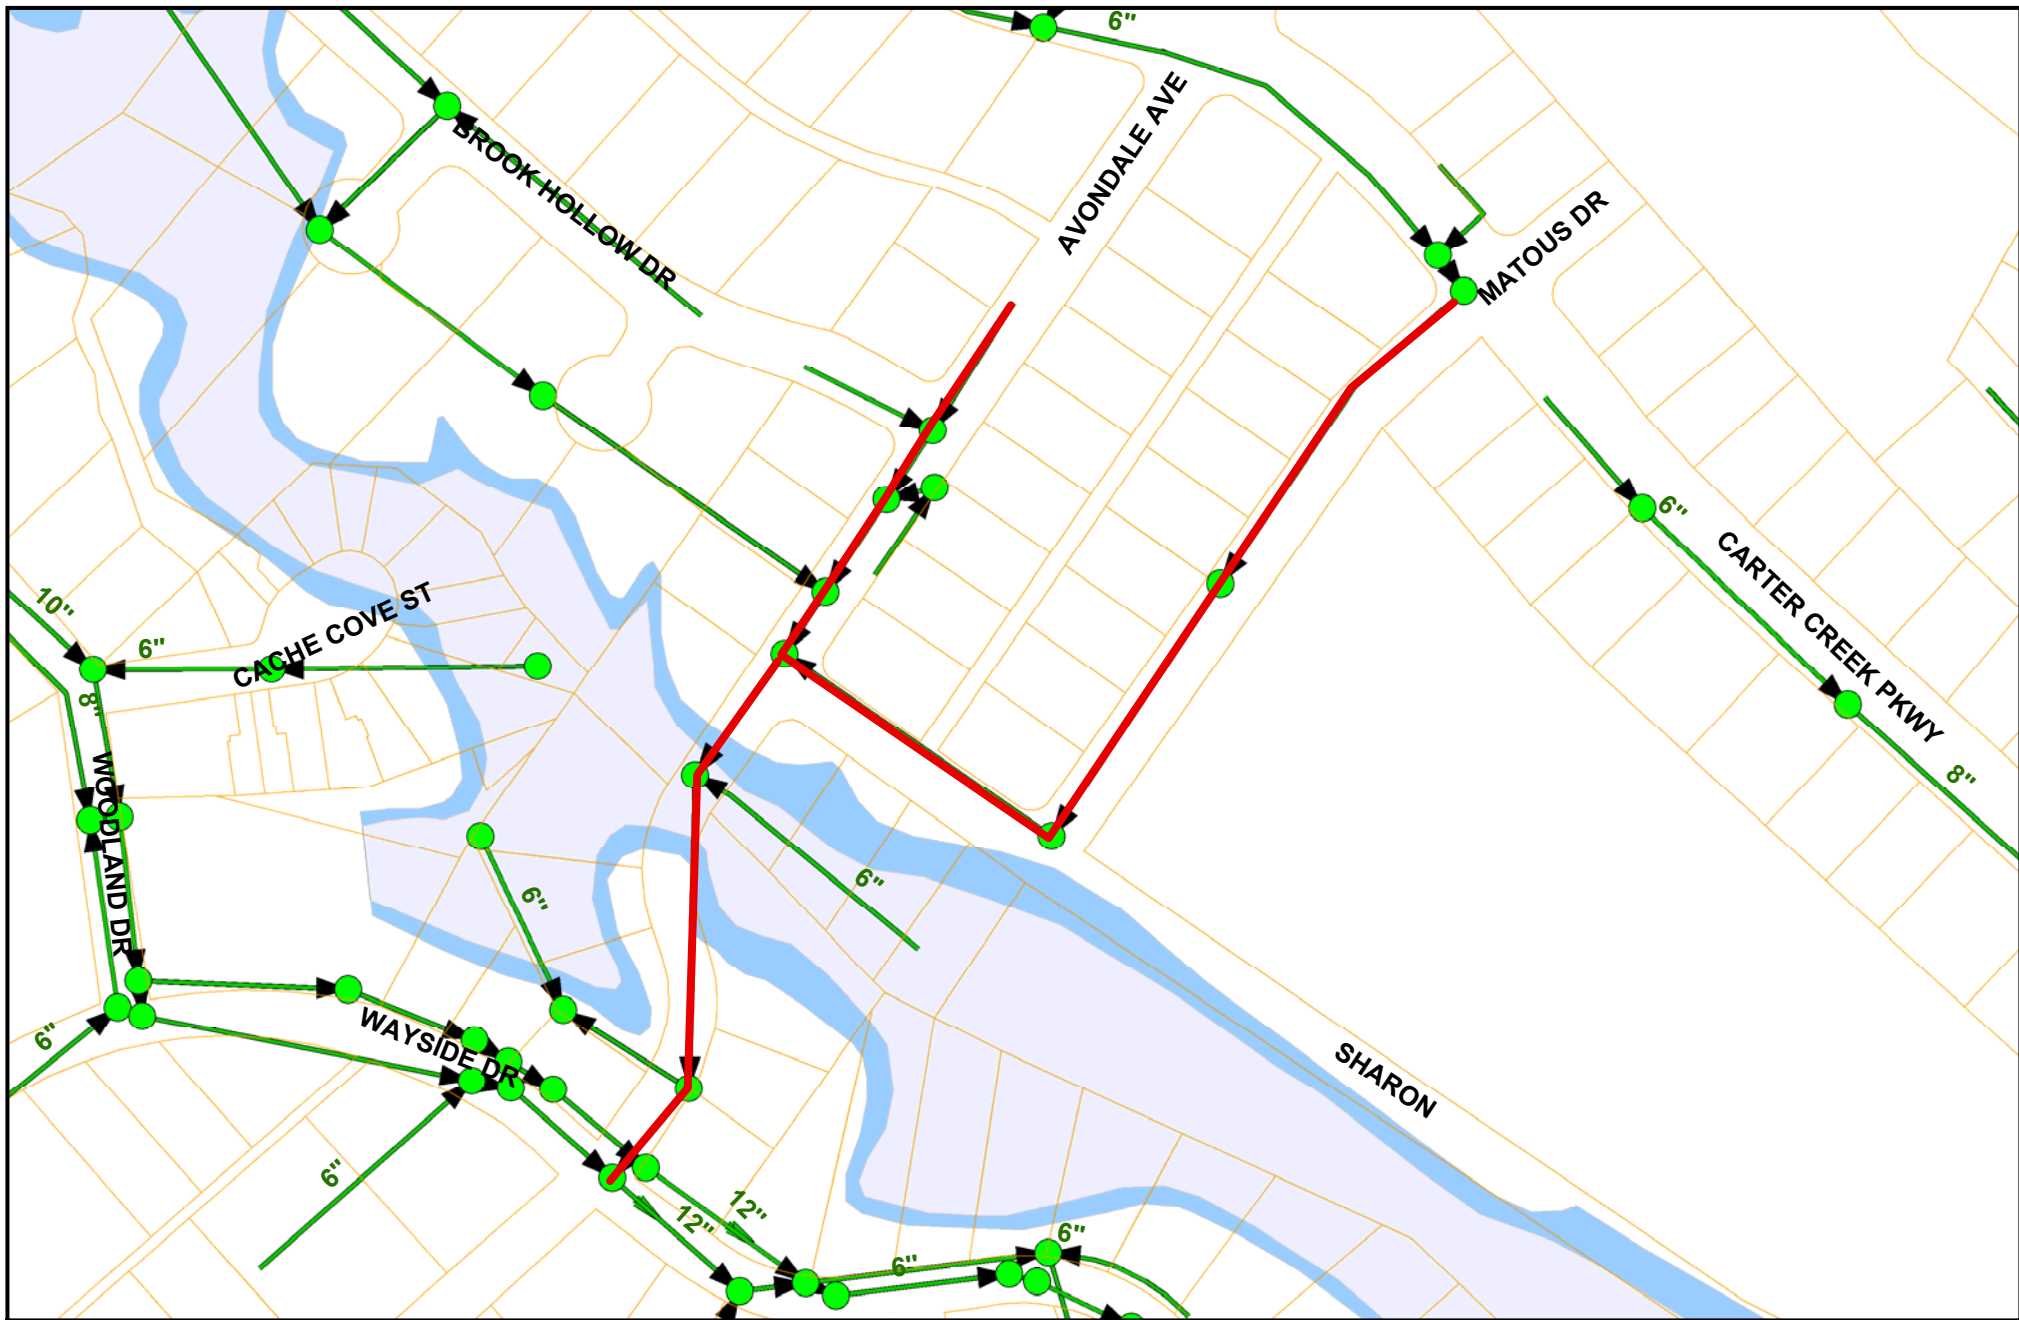 6"
AVONDALE AVE
BROOK HOLLOW DR
MATOUS DR
6"
CARTER CREEK PKWY
8"
10"
6"
CACHE COVE ST
8"
WOODLAND DR
6"
6"
6"
WAYSIDE DR
SHARON
6"
12"
12"
6"
6"